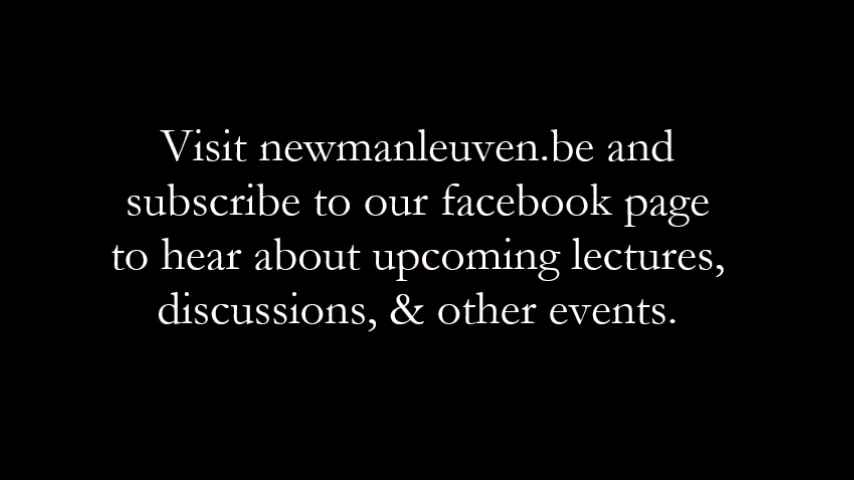 Visit newmanleuven.be and
subscribe to our facebook page
to hear about upcoming lectures,
discussions, & other events.